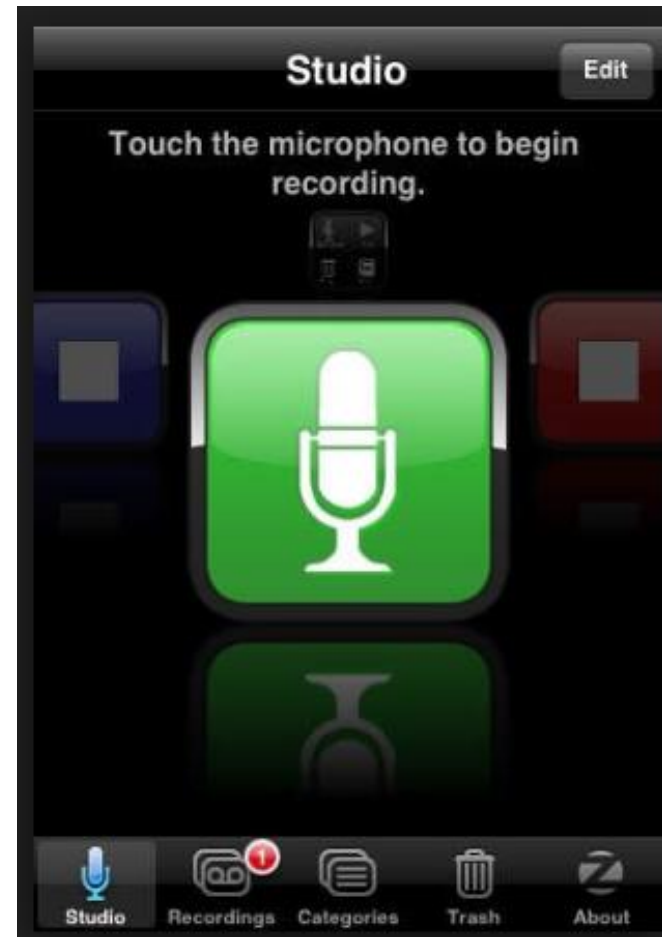 Studio
Edit
Touch the microphone to begin
recording.
1
Studio
Recordings
Categories
Trash
About